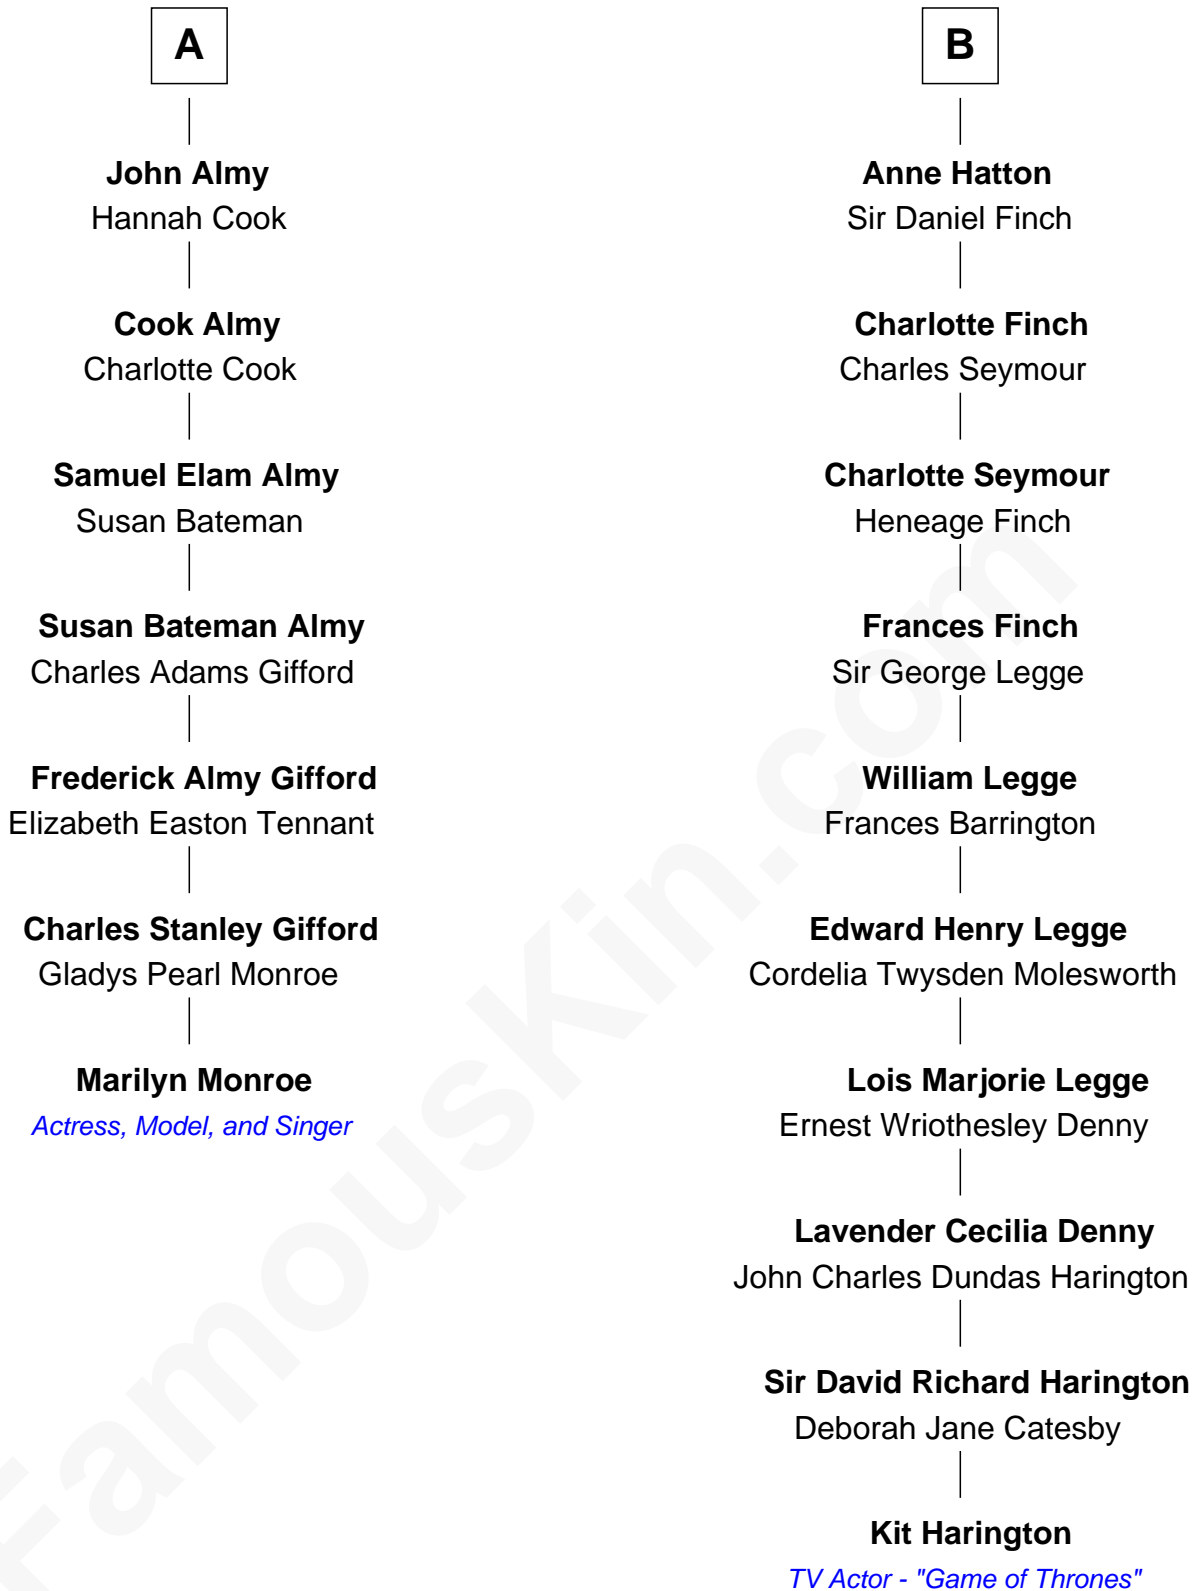 A
John Almy
Hannah Cook
Cook Almy
Charlotte Cook
Samuel Elam Almy
Susan Bateman
Susan Bateman Almy
Charles Adams Gifford
Frederick Almy Gifford
Elizabeth Easton Tennant
Charles Stanley Gifford
Gladys Pearl Monroe
Marilyn Monroe
Actress, Model, and Singer
B
Anne Hatton
Sir Daniel Finch
Charlotte Finch
Charles Seymour
Charlotte Seymour
Heneage Finch
Frances Finch
Sir George Legge
William Legge
Frances Barrington
Edward Henry Legge
Cordelia Twysden Molesworth
Lois Marjorie Legge
Ernest Wriothesley Denny
Lavender Cecilia Denny
John Charles Dundas Harington
Sir David Richard Harington
Deborah Jane Catesby
Kit Harington
TV Actor - "Game of Thrones"
FamousKin.com